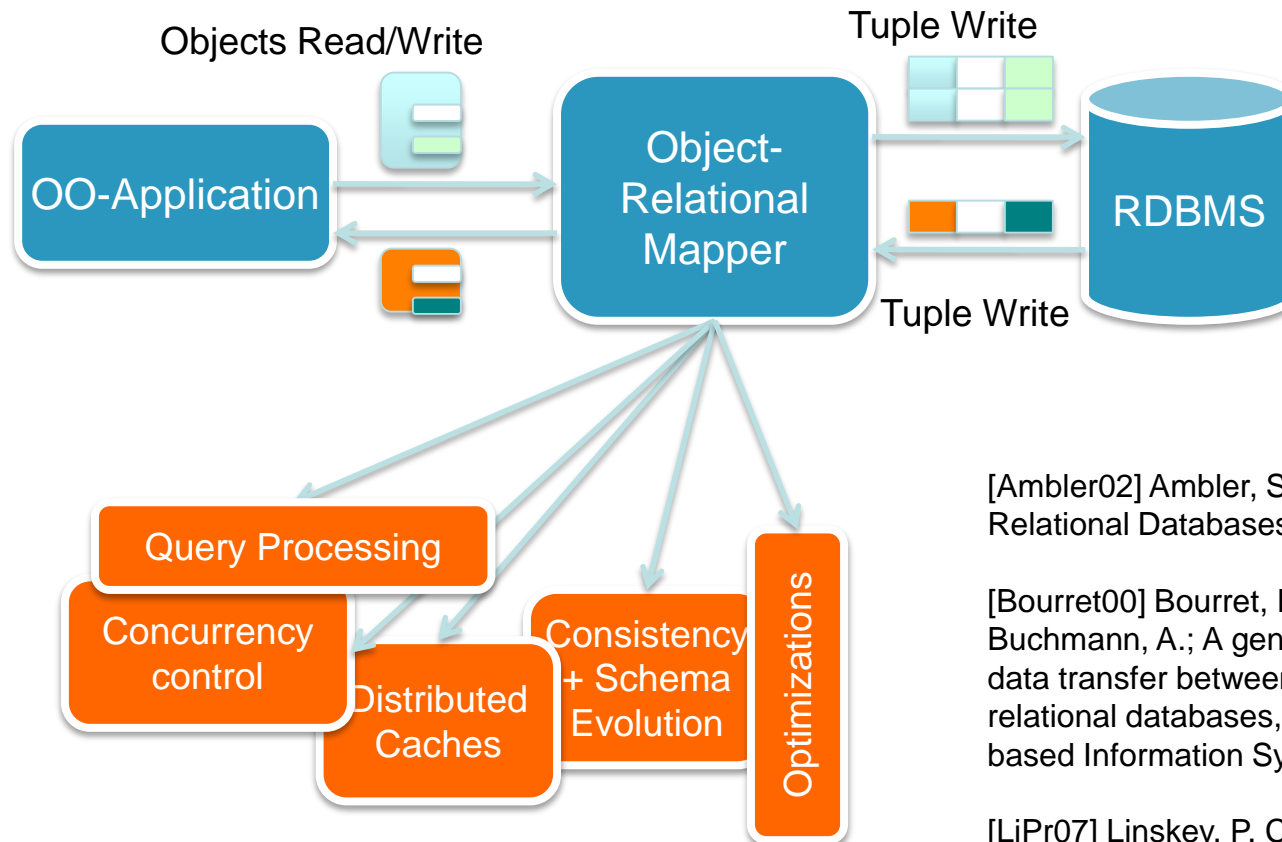 Objects Read/Write
Tuple Write
OO-Application
Object-
Relational
Mapper
RDBMS
Tuple Write
Query Processing
Concurrency
control
Distributed
Caches
Consistency
+ Schema
Evolution
Optimizations
[Ambler02] Ambler, S
Relational Databases
[Bourret00] Bourret,
Buchmann, A.; A gen
data transfer between
relational databases,
based Information Sy
[LiPr07] Linskey, P.